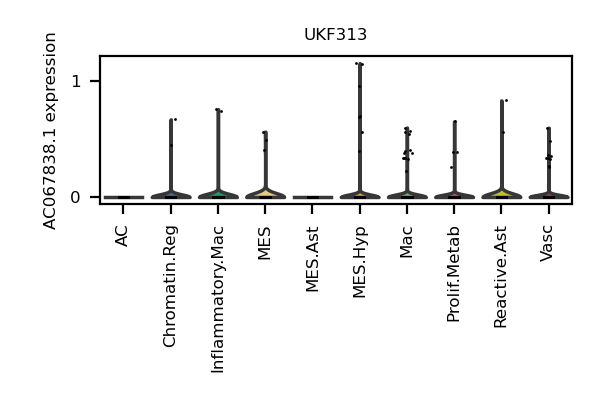 UKF313
AC067838.1 expression
1
0
AC
Chromatin.Reg
Inflammatory.Mac
MES
MES.Ast
MES.Hyp
Mac
Prolif.Metab
Reactive.Ast
Vasc